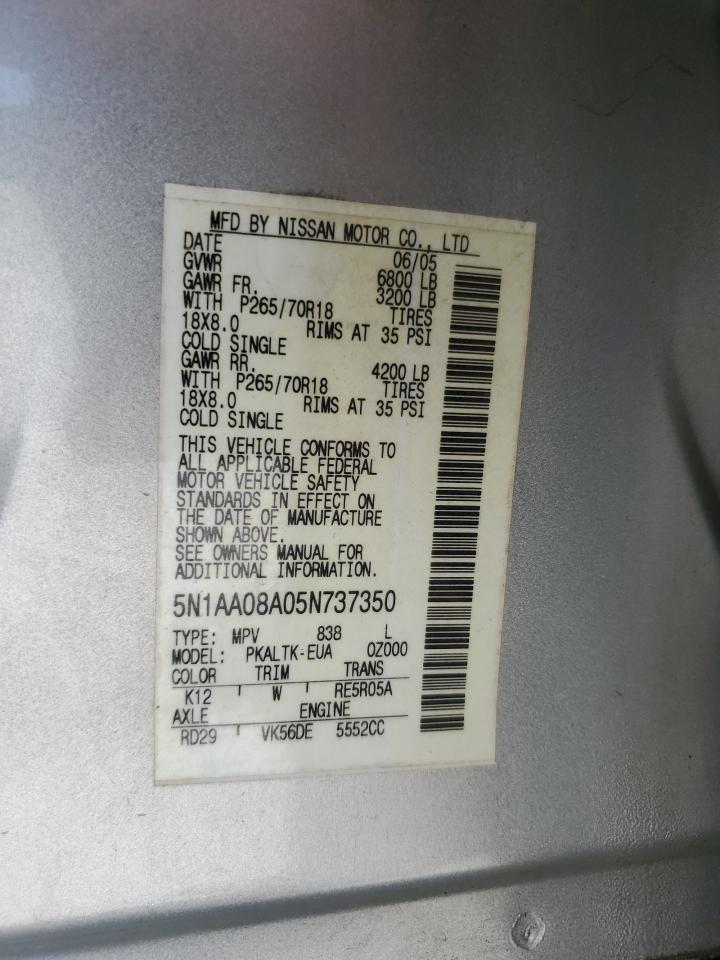 MFD BY NISSAN MOTOR CO., LTD
DATE 06/05
GVWR 6800 LB
GAWR FR. 3200 LB
WITH P265/70R18 TIRES
18X8.0 RIMS AT 35 PSI
COLD SINGLE
GAWR RR. 4200 LB
WITH P265/70R18 TIRES
18X8.0 RIMS AT 35 PSI
COLD SINGLE
THIS VEHICLE CONFORMS TO
ALL APPLICABLE FEDERAL
MOTOR VEHICLE SAFETY
STANDARDS IN EFFECT ON
THE DATE OF MANUFACTURE
SHOWN ABOVE.
SEE OWNERS MANUAL FOR
ADDITIONAL INFORMATION.
5N1AA08A05N737350
TYPE: MPV 838 L
MODEL: PKALTK-EUA 0Z000
COLOR TRIM TRANS
K12 W RE5R05A
AXLE ENGINE
RD29 VK56DE 5552CC